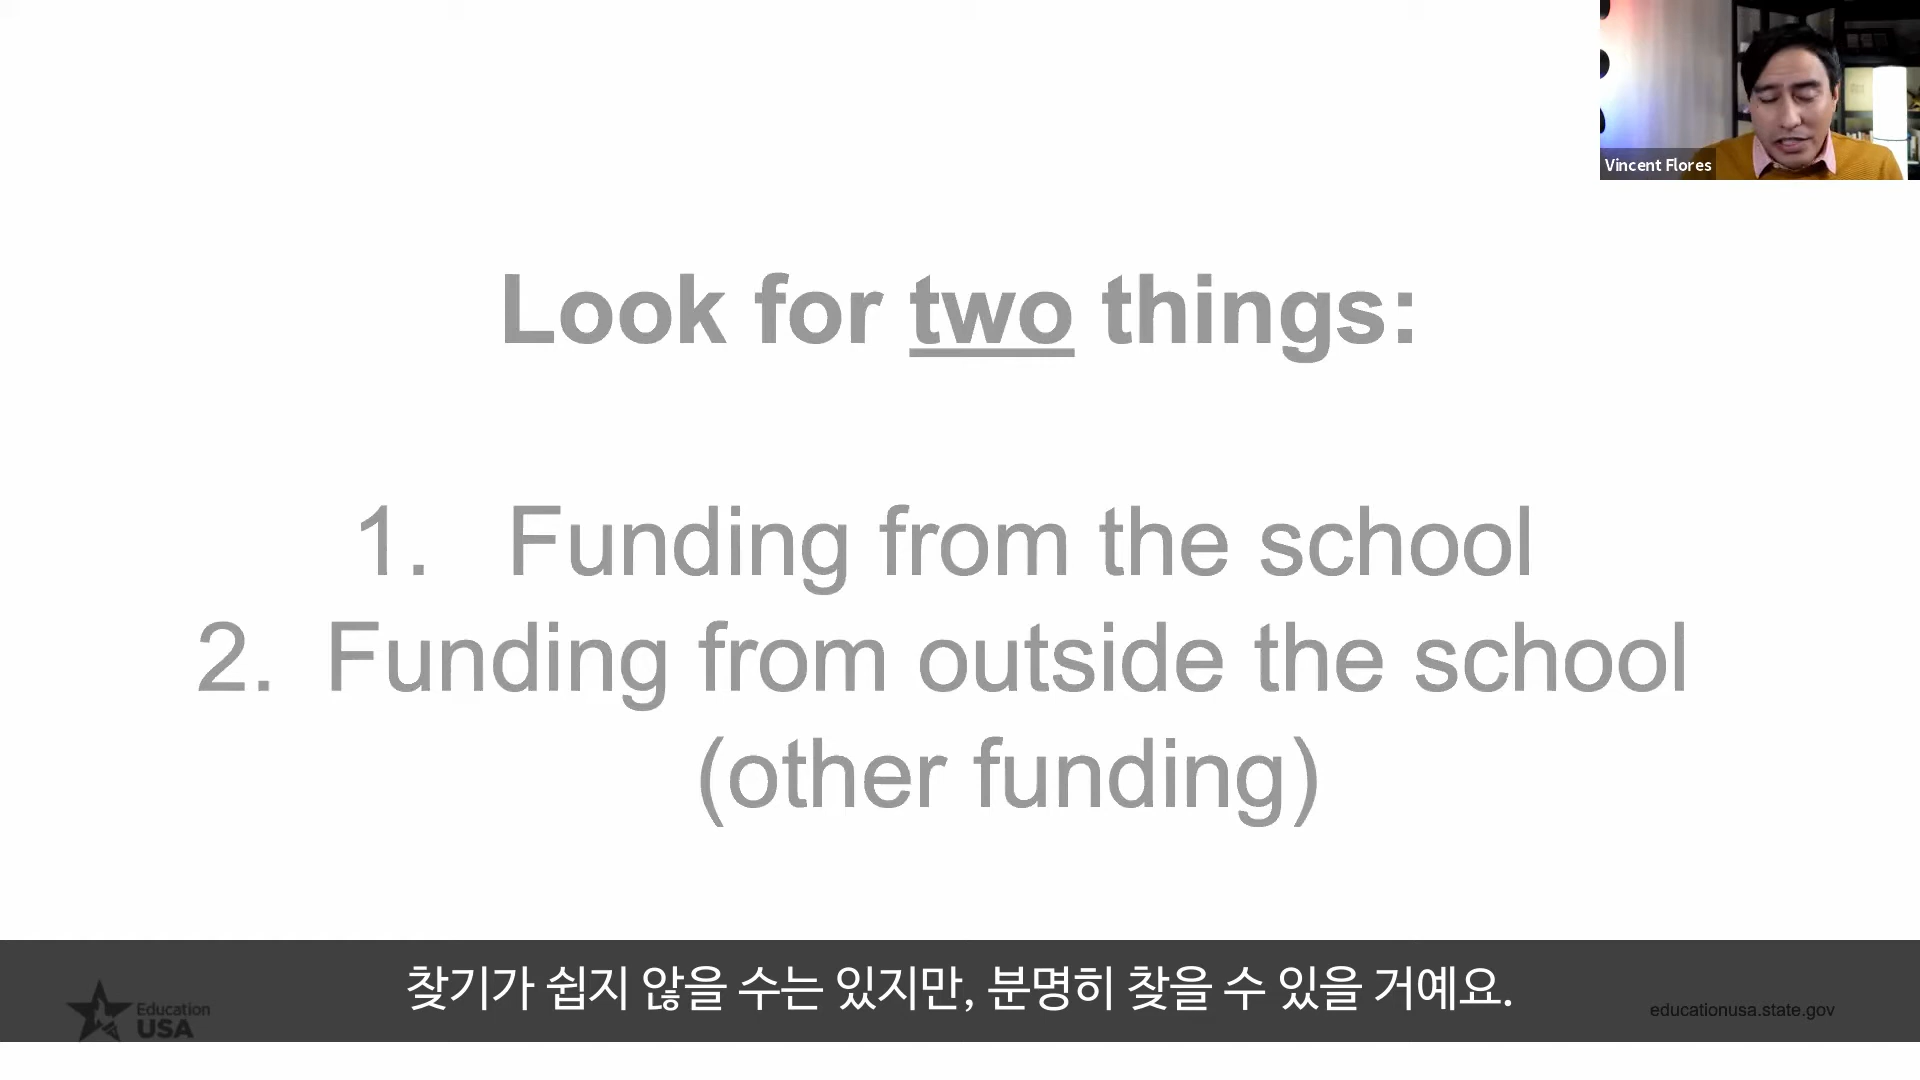 Vincent Flores
Look for two things:
1. Funding from the school
2. Funding from outside the school
(other funding)
찾기가 쉽지 않을 수는 있지만, 분명히 찾을 수 있을 거예요.
Education
USA
educationusa.state.gov